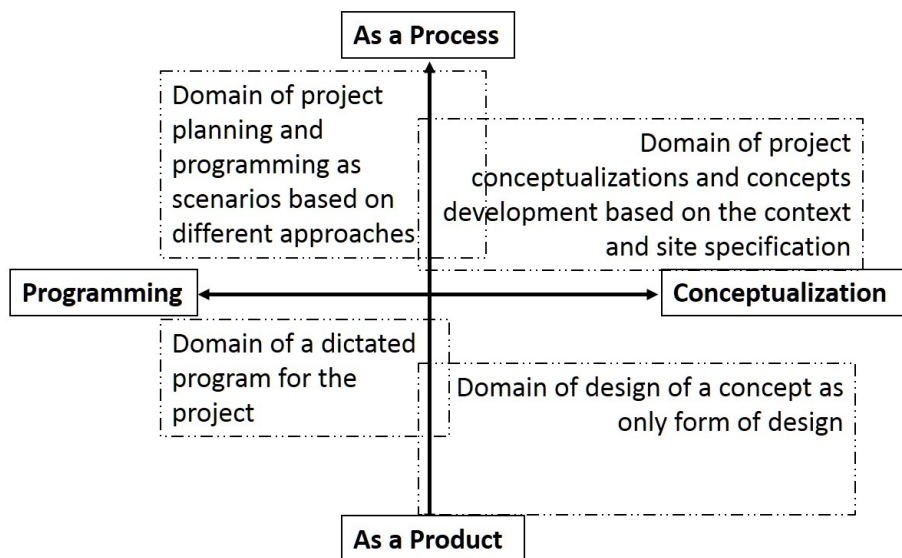 As a Process
Domain of project
planning and
programming as
scenarios based on
different approaches
Domain of project
conceptualizations and concepts
development based on the context
and site specification
Programming
Conceptualization
Domain of a dictated
program for the
project
Domain of design of a concept as
only form of design
As a Product